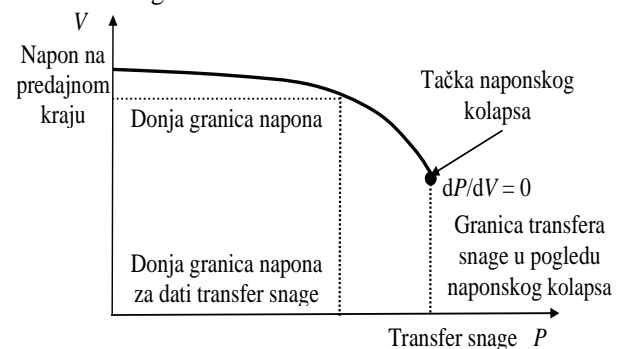 V
Napon na
predajnom
kraju
Donja granica napona
Tačka naponskog
kolapsa
dP/dV = 0
Donja granica napona
za dati transfer snage
Granica transfera
snage u pogledu
naponskog kolapsa
Transfer snage P